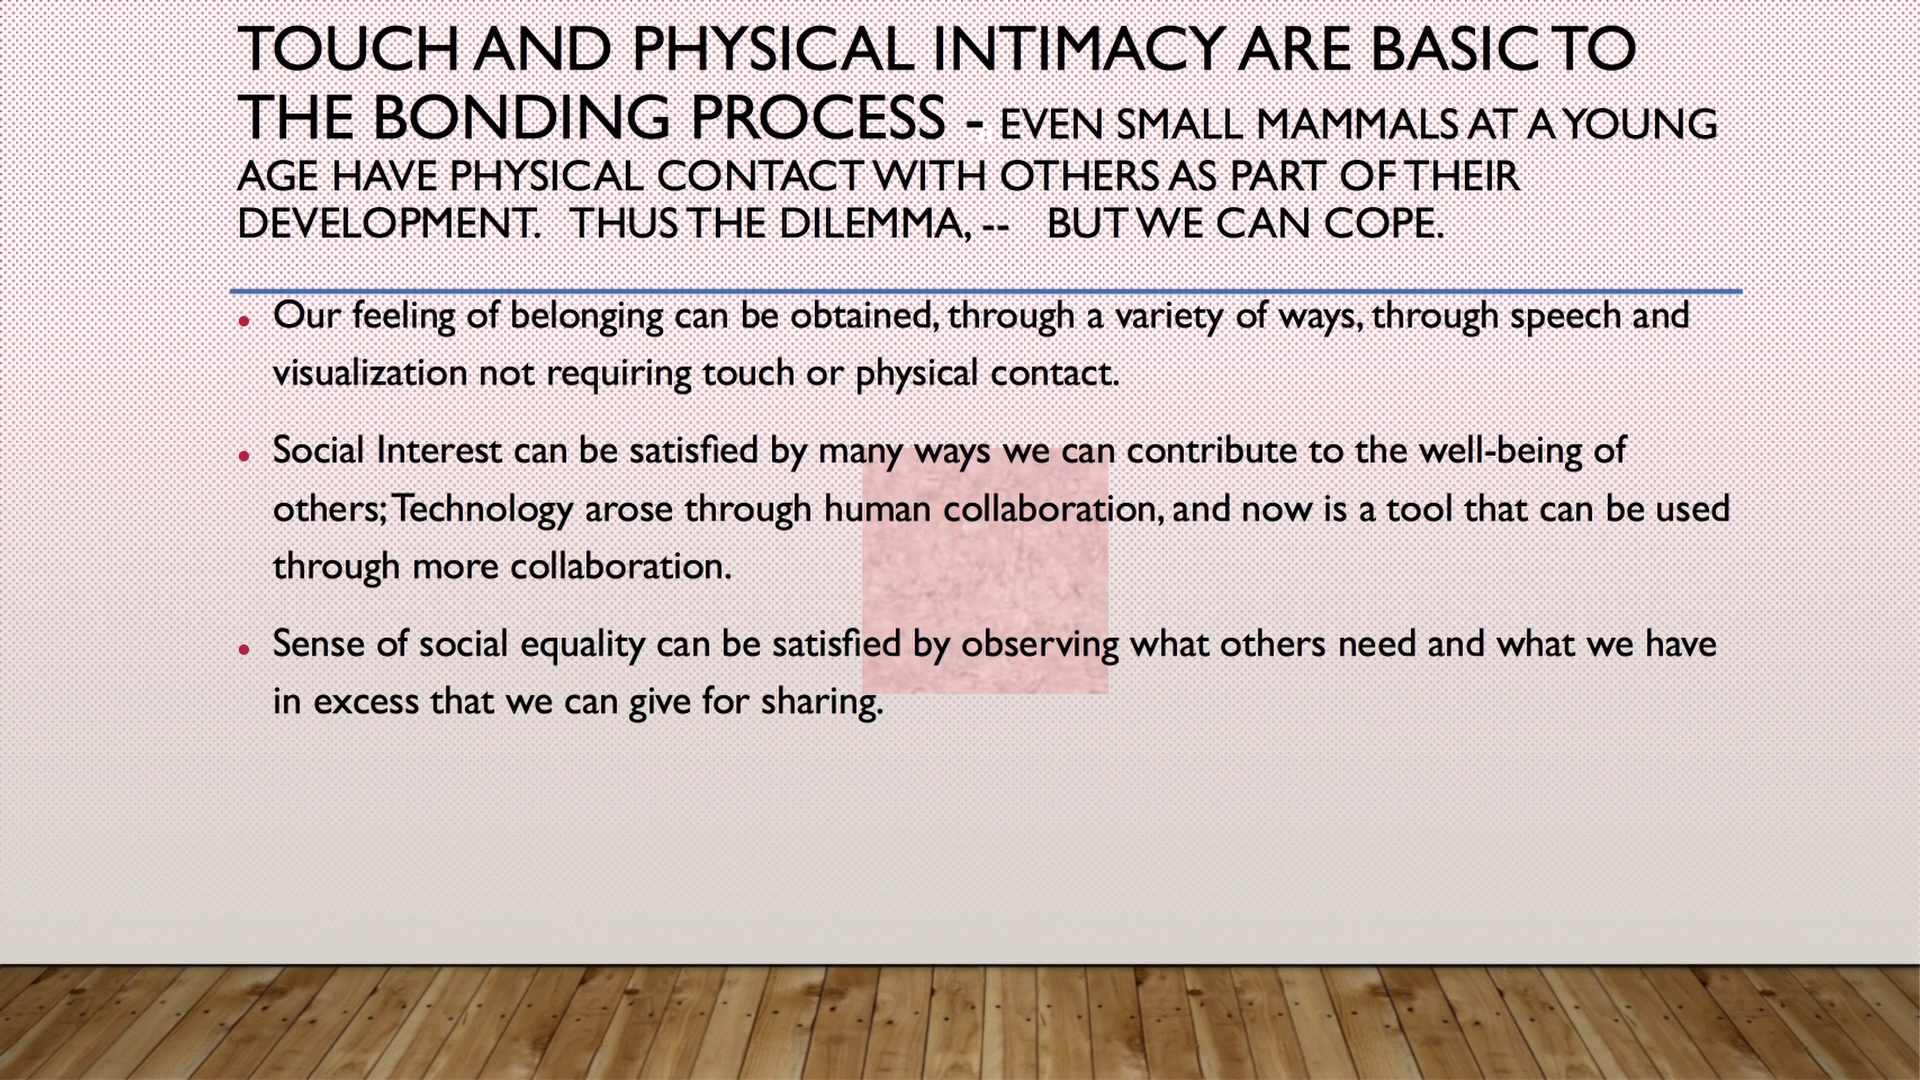 TOUCH AND PHYSICAL INTIMACY ARE BASIC TO
THE BONDING PROCESS - EVEN SMALL MAMMALS AT A YOUNG
AGE HAVE PHYSICAL CONTACT WITH OTHERS AS PART OF THEIR
DEVELOPMENT. THUS THE DILEMMA, -- BUT WE CAN COPE.
• Our feeling of belonging can be obtained, through a variety of ways, through speech and
visualization not requiring touch or physical contact.
• Social Interest can be satisfied by many ways we can contribute to the well-being of
others; Technology arose through human collaboration, and now is a tool that can be used
through more collaboration.
• Sense of social equality can be satisfied by observing what others need and what we have
in excess that we can give for sharing.